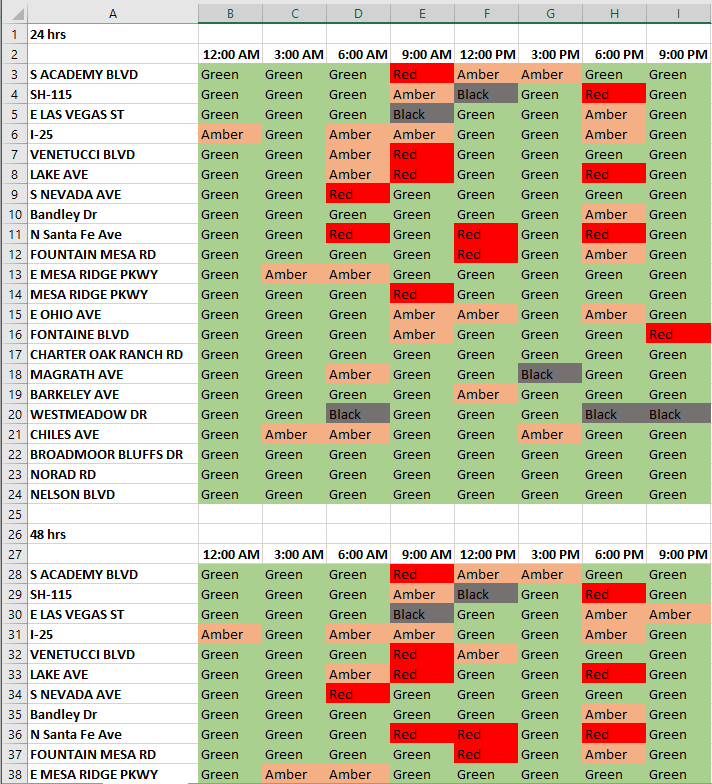 A B C D E F G H I
1 24 hrs
2 12:00 AM 3:00 AM 6:00 AM 9:00 AM 12:00 PM 3:00 PM 6:00 PM 9:00 PM
3 S ACADEMY BLVD Green Green Green Red Amber Amber Green Green
4 SH-115 Green Green Green Amber Black Green Red Green
5 E LAS VEGAS ST Green Green Green Black Green Green Amber Green
6 I-25 Amber Green Amber Amber Green Green Amber Green
7 VENETUCCI BLVD Green Green Amber Red Green Green Green Green
8 LAKE AVE Green Green Amber Red Green Green Red Green
9 S NEVADA AVE Green Green Red Green Green Green Green Green
10 Bandley Dr Green Green Green Green Green Green Amber Green
11 N Santa Fe Ave Green Green Red Green Red Green Red Green
12 FOUNTAIN MESA RD Green Green Green Green Red Green Amber Green
13 E MESA RIDGE PKWY Green Amber Amber Green Green Green Green Green
14 MESA RIDGE PKWY Green Green Green Red Green Green Green Green
15 E OHIO AVE Green Green Green Amber Amber Green Amber Green
16 FONTAINE BLVD Green Green Green Amber Green Green Green Red
17 CHARTER OAK RANCH RD Green Green Green Green Green Green Green Green
18 MAGRATH AVE Green Green Amber Green Green Black Green Green
19 BARKELEY AVE Green Green Green Green Amber Green Green Green
20 WESTMEADOW DR Green Green Black Green Green Green Black Black
21 CHILES AVE Green Amber Amber Green Green Amber Green Green
22 BROADMOOR BLUFFS DR Green Green Green Green Green Green Green Green
23 NORAD RD Green Green Green Green Green Green Green Green
24 NELSON BLVD Green Green Green Green Green Green Green Green
25
26 48 hrs
27 12:00 AM 3:00 AM 6:00 AM 9:00 AM 12:00 PM 3:00 PM 6:00 PM 9:00 PM
28 S ACADEMY BLVD Green Green Green Red Amber Amber Green Green
29 SH-115 Green Green Green Amber Black Green Red Green
30 E LAS VEGAS ST Green Green Green Black Green Green Amber Amber
31 I-25 Amber Green Amber Amber Green Green Amber Green
32 VENETUCCI BLVD Green Green Green Red Amber Green Green Green
33 LAKE AVE Green Green Amber Red Green Green Red Green
34 S NEVADA AVE Green Green Red Green Green Green Green Green
35 Bandley Dr Green Green Green Green Green Green Amber Green
36 N Santa Fe Ave Green Green Green Red Red Green Red Green
37 FOUNTAIN MESA RD Green Green Green Green Red Green Amber Green
38 E MESA RIDGE PKWY Green Amber Amber Green Green Green Green Green